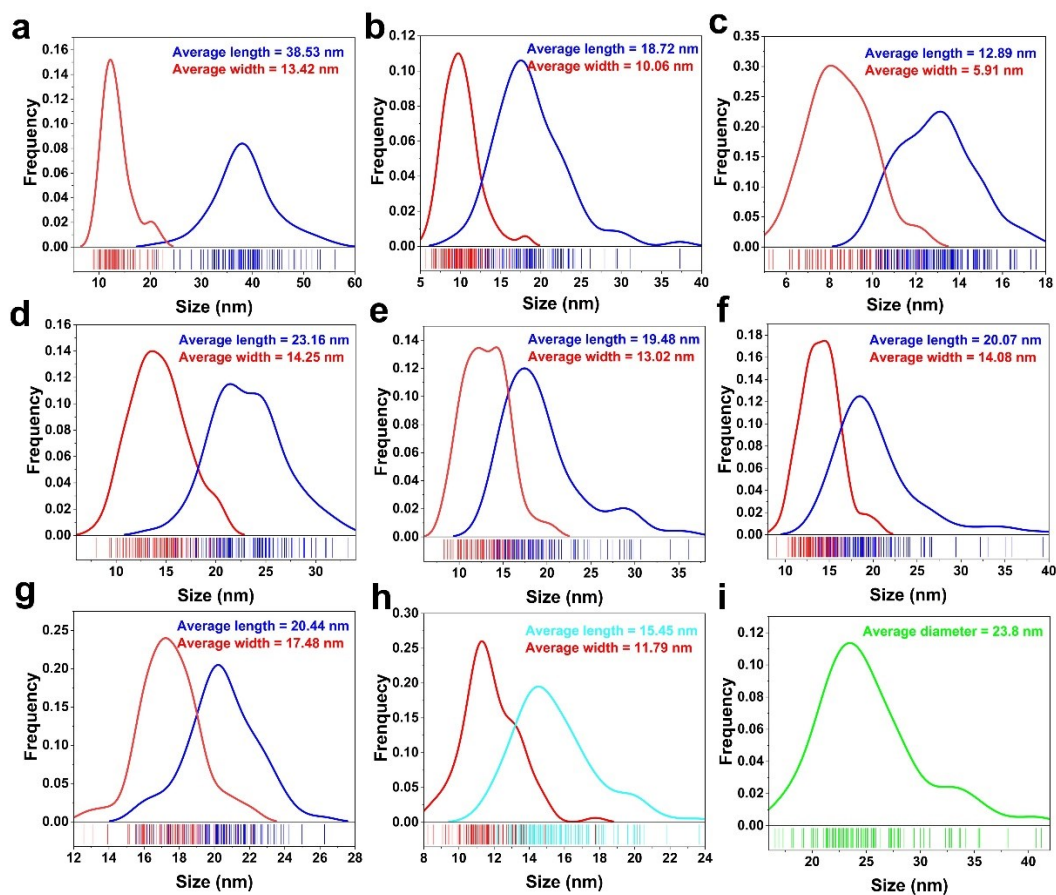 a
Average length = 38.53 nm
Average width = 13.42 nm
Frequency
0.16
0.14
0.12
0.10
0.08
0.06
0.04
0.02
0.00
10 20 30 40 50 60
Size (nm)
b
Average length = 18.72 nm
Average width = 10.06 nm
Frequency
0.12
0.10
0.08
0.06
0.04
0.02
0.00
5 10 15 20 25 30 35 40
Size (nm)
c
Average length = 12.89 nm
Average width = 5.91 nm
Frequency
0.35
0.30
0.25
0.20
0.15
0.10
0.05
0.00
6 8 10 12 14 16 18
Size (nm)
d
Average length = 23.16 nm
Average width = 14.25 nm
Frequency
0.16
0.14
0.12
0.10
0.08
0.06
0.04
0.02
0.00
10 15 20 25 30
Size (nm)
e
Average length = 19.48 nm
Average width = 13.02 nm
Frequency
0.14
0.12
0.10
0.08
0.06
0.04
0.02
0.00
10 15 20 25 30 35
Size (nm)
f
Average length = 20.07 nm
Average width = 14.08 nm
Frequency
0.18
0.16
0.14
0.12
0.10
0.08
0.06
0.04
0.02
0.00
10 15 20 25 30 35 40
Size (nm)
g
Average length = 20.44 nm
Average width = 17.48 nm
Frequency
0.25
0.20
0.15
0.10
0.05
0.00
12 14 16 18 20 22 24 26 28
Size (nm)
h
Average length = 15.45 nm
Average width = 11.79 nm
Frenquecy
0.30
0.25
0.20
0.15
0.10
0.05
0.00
8 10 12 14 16 18 20 22 24
Size (nm)
i
Average diameter = 23.8 nm
Frequency
0.12
0.10
0.08
0.06
0.04
0.02
0.00
20 25 30 35 40
Size (nm)